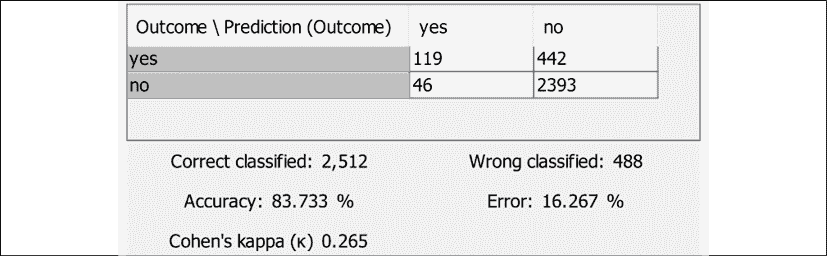 Outcome \ Prediction (Outcome) yes no
yes 119 442
no 46 2393
Correct classified: 2,512 Wrong classified: 488
Accuracy: 83.733 % Error: 16.267 %
Cohen's kappa (κ) 0.265